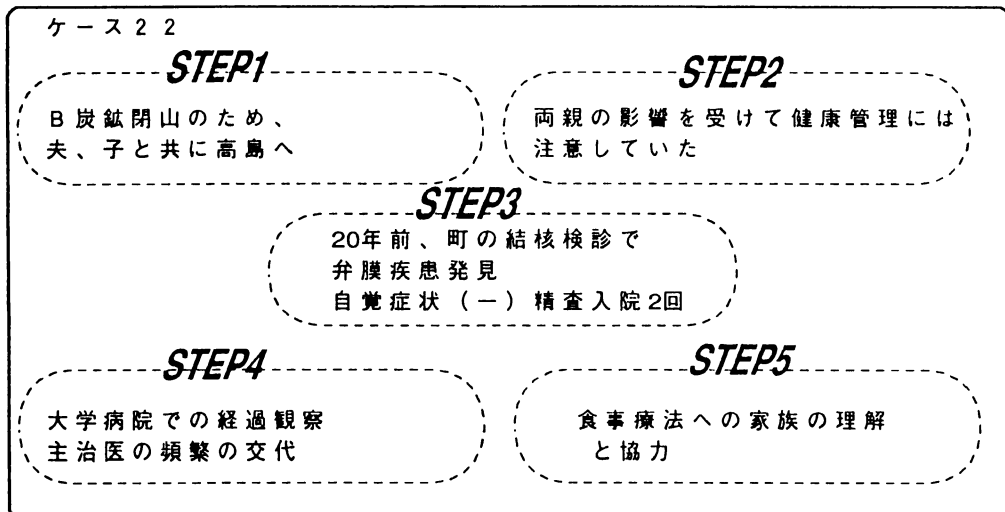 ケース22
STEP1
B炭鉱閉山のため、
夫、子と共に高島へ
STEP2
両親の影響を受けて健康管理には
注意していた
STEP3
20年前、町の結核検診で
弁膜疾患発見
自覚症状(−)精査入院2回
STEP4
大学病院での経過観察
主治医の頻繁の交代
STEP5
食事療法への家族の理解
と協力